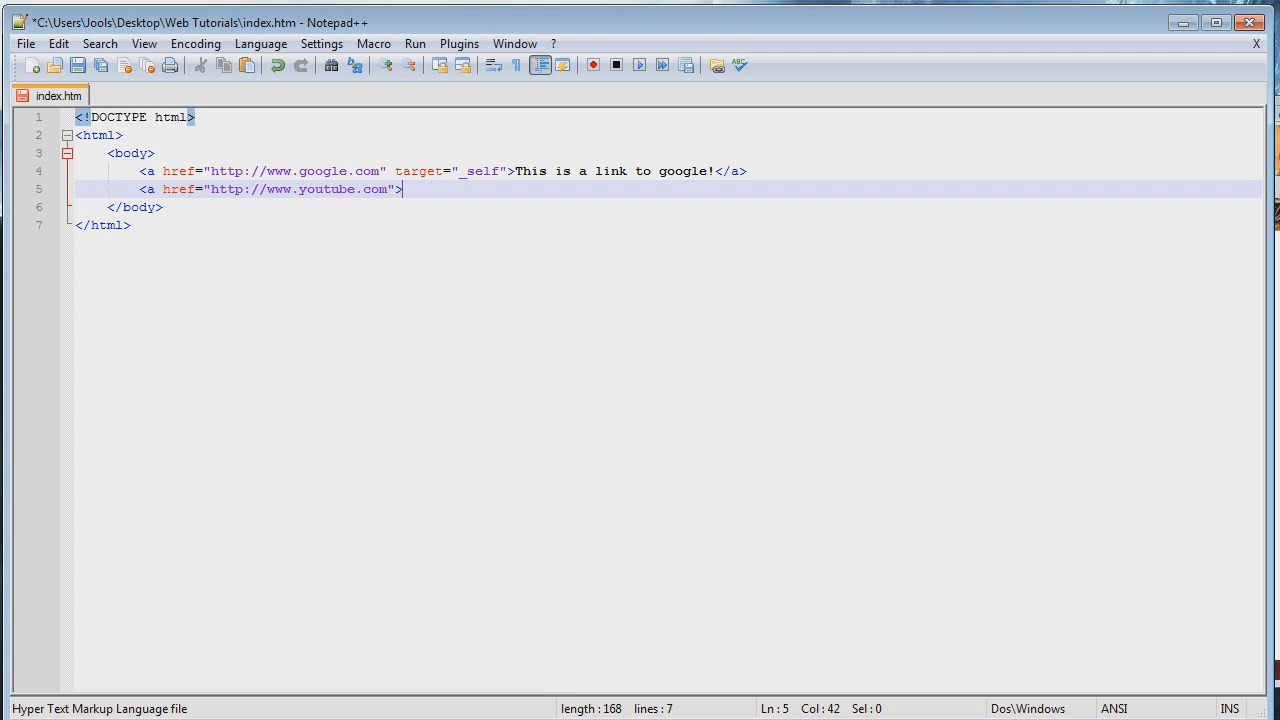 *C:\Users\Jools\Desktop\Web Tutorials\index.htm - Notepad++
File Edit Search View Encoding Language Settings Macro Run Plugins Window ? X
index.htm
1 <!DOCTYPE html>
2 <html>
3 <body>
4 <a href="http://www.google.com" target="_self">This is a link to google!</a>
5 <a href="http://www.youtube.com">
6 </body>
7 </html>
Hyper Text Markup Language file length : 168 lines : 7 Ln : 5 Col : 42 Sel : 0 Dos\Windows ANSI INS